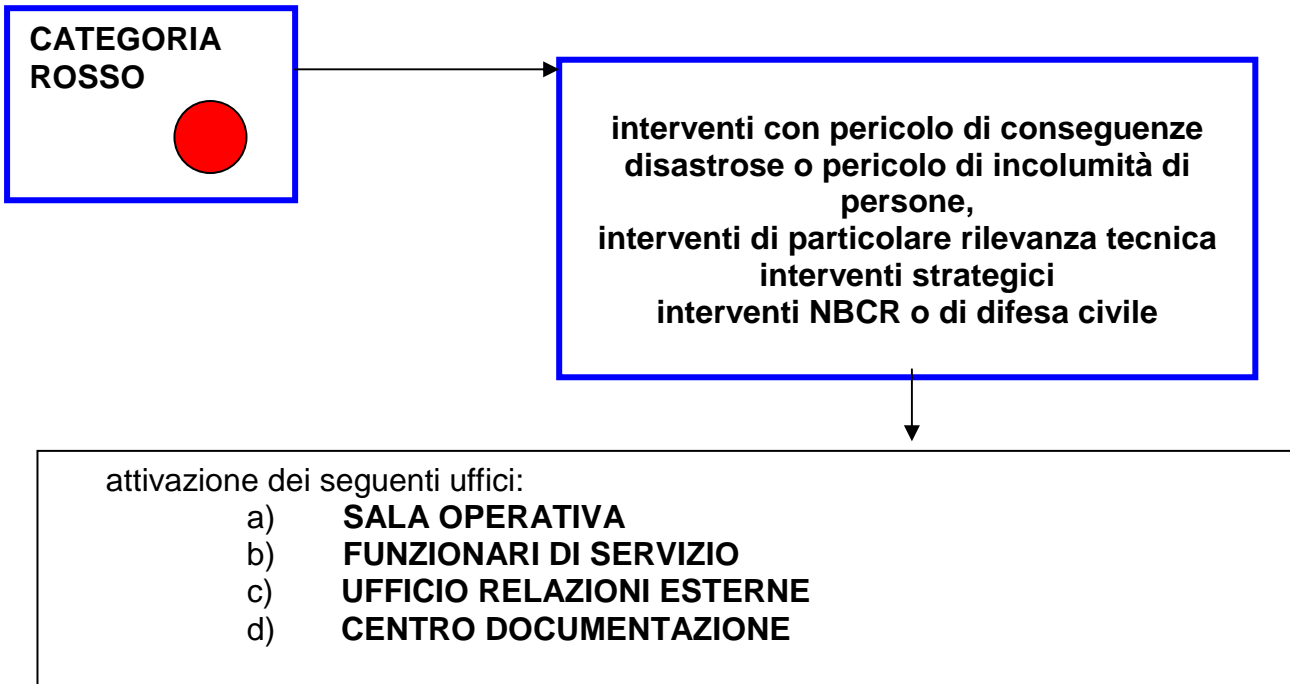 CATEGORIA
ROSSO
interventi con pericolo di conseguenze
disastrose o pericolo di incolumità di
persone,
interventi di particolare rilevanza tecnica
interventi strategici
interventi NBCR o di difesa civile
attivazione dei seguenti uffici:
a) SALA OPERATIVA
b) FUNZIONARI DI SERVIZIO
c) UFFICIO RELAZIONI ESTERNE
d) CENTRO DOCUMENTAZIONE